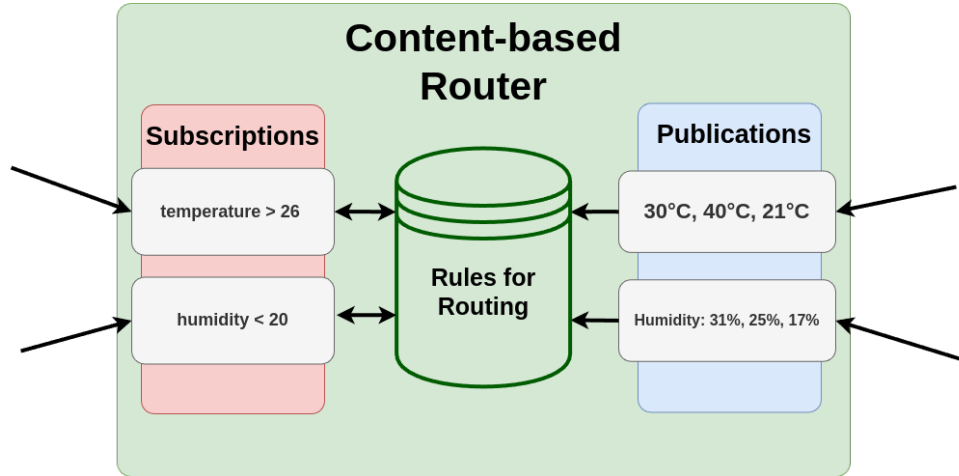 Content-based
Router
Subscriptions
Publications
temperature > 26
30°C, 40°C, 21°C
Rules for
Routing
humidity < 20
Humidity: 31%, 25%, 17%